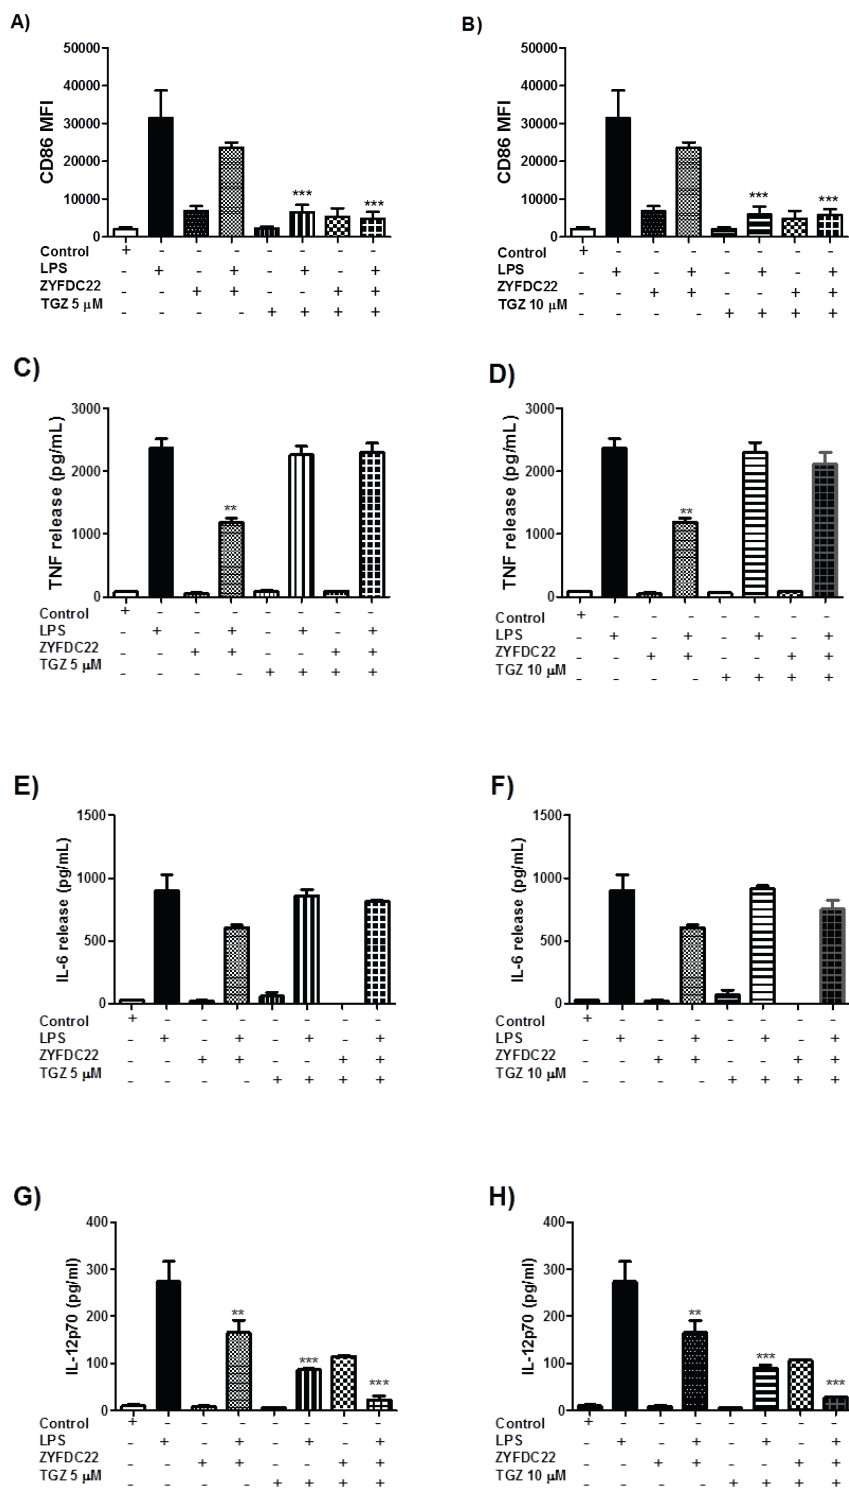 A)
CD86 MFI
50000
40000
30000
20000
10000
0
*** ***
Control + - - - - - - -
LPS - + - + - + - +
ZYFDC22 - - + + - - + +
TGZ 5 μM - - - - + + + +
B)
CD86 MFI
50000
40000
30000
20000
10000
0
*** ***
Control + - - - - - - -
LPS - + - + - + - +
ZYFDC22 - - + + - - + +
TGZ 10 μM - - - - + + + +
C)
TNF release (pg/mL)
3000
2000
1000
0
**
Control + - - - - - - -
LPS - + - + - + - +
ZYFDC22 - - + + - - + +
TGZ 5 μM - - - - + + + +
D)
TNF release (pg/mL)
3000
2000
1000
0
**
Control + - - - - - - -
LPS - + - + - + - +
ZYFDC22 - - + + - - + +
TGZ 10 μM - - - - + + + +
E)
IL-6 release (pg/mL)
1500
1000
500
0
Control + - - - - - - -
LPS - + - + - + - +
ZYFDC22 - - + + - - + +
TGZ 5 μM - - - - + + + +
F)
IL-6 release (pg/mL)
1500
1000
500
0
Control + - - - - - - -
LPS - + - + - + - +
ZYFDC22 - - + + - - + +
TGZ 10 μM - - - - + + + +
G)
IL-12p70 (pg/ml)
400
300
200
100
0
** *** ***
Control + - - - - - - -
LPS - + - + - + - +
ZYFDC22 - - + + - - + +
TGZ 5 μM - - - - + + + +
H)
IL-12p70 (pg/ml)
400
300
200
100
0
** *** ***
Control + - - - - - - -
LPS - + - + - + - +
ZYFDC22 - - + + - - + +
TGZ 10 μM - - - - + + + +